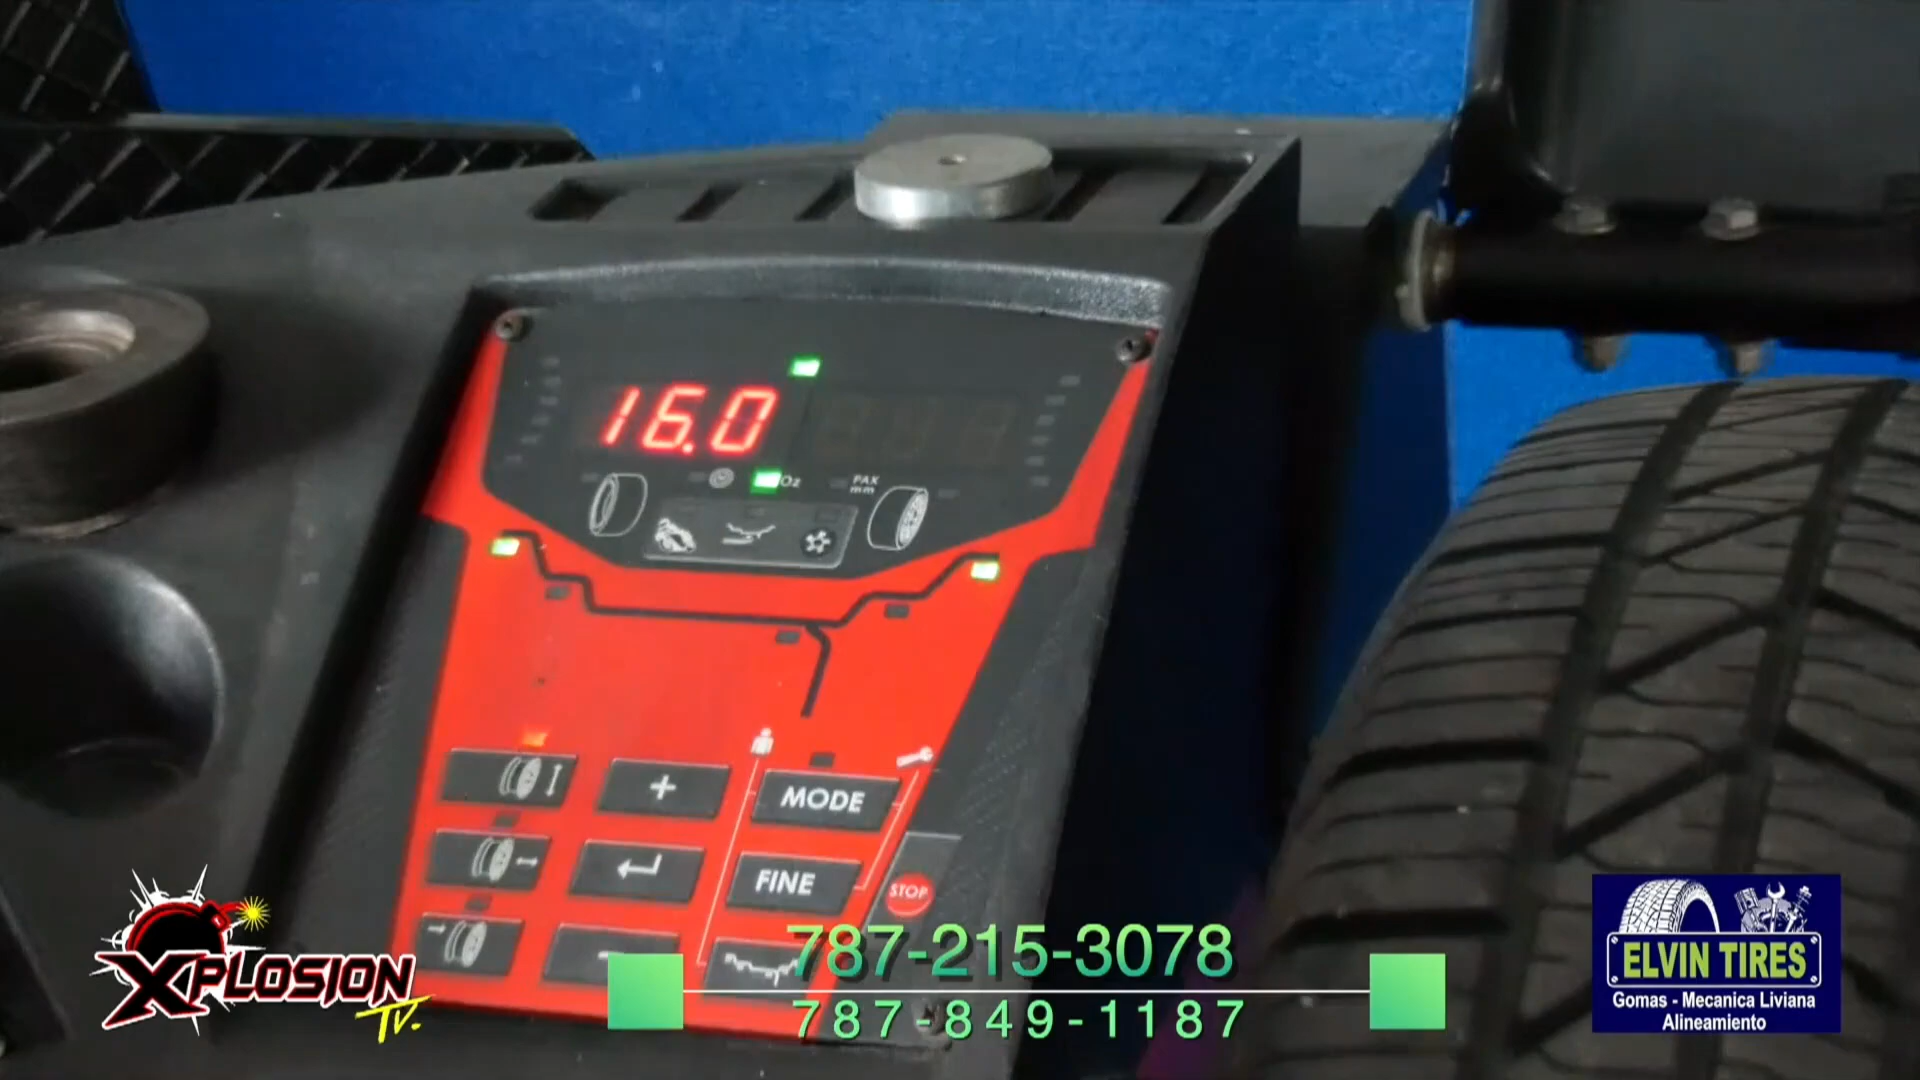 16.0
Oz
PAX
mm
+
MODE
FINE
STOP
-
XPLOSION
TV.
787-215-3078
787-849-1187
ELVIN TIRES
Gomas - Mecanica Liviana
Alineamiento